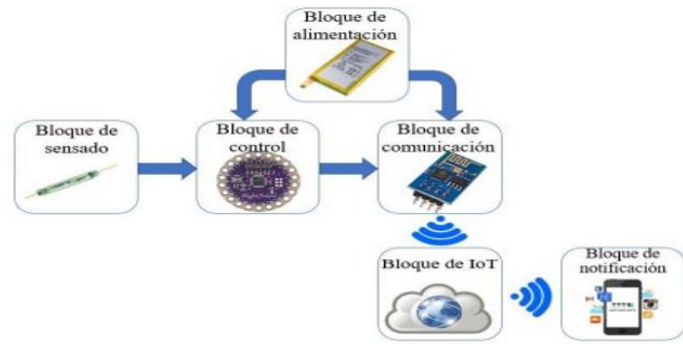 Bloque de
alimentación
Bloque de
sensado
Bloque de
control
Bloque de
comunicación
Bloque de IoT
Bloque de
notificación